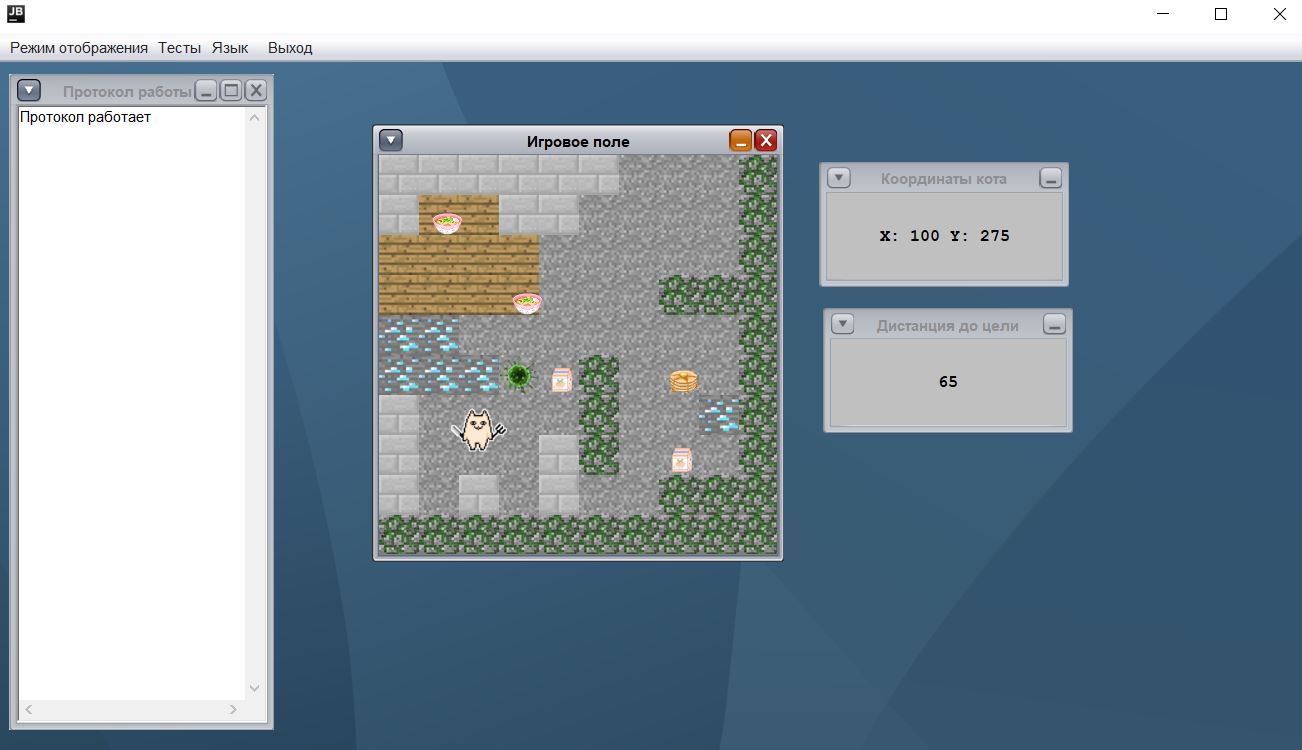 JB
Режим отображения Тесты Язык Выход
Протокол работы
Протокол работает
Игровое поле
Координаты кота
X: 100 Y: 275
Дистанция до цели
65